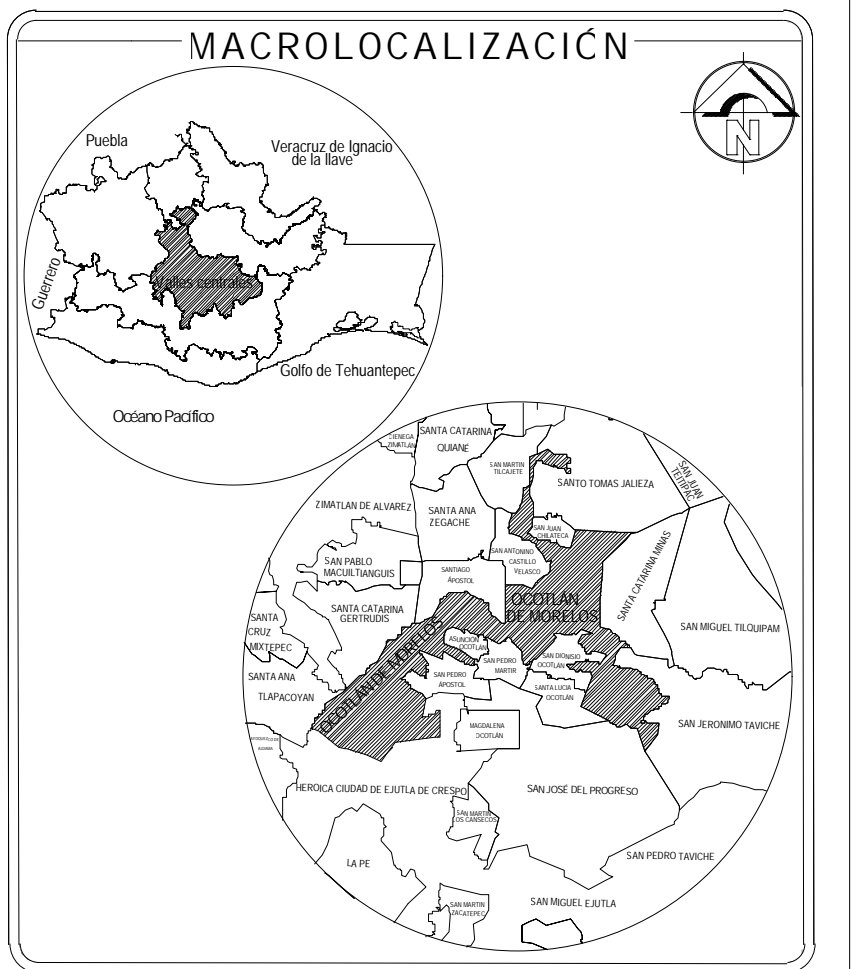 MACROLOCALIZACIĆN
N
Puebla
Veracruz de Ignacio
de la llave
Guerrero
Valles centrales
Golfo de Tehuantepec
Océano Pacífico
CIENEGA
ZIMATLÁN
SANTA CATARINA
QUIANÉ
SAN MARTIN
TILCAJETE
SANTO TOMAS JALIEZA
SAN JUAN
TEITIPAC
ZIMATLAN DE ALVAREZ
SANTA ANA
ZEGACHE
SAN JUAN
CHILATECA
SAN ANTONINO
CASTILLO
VELASCO
SAN PABLO
MACUILTIANGUIS
SANTIAGO
ÁPOSTOL
SANTA CATARINA MINAS
SANTA CATARINA
GERTRUDIS
OCOTLÁN
DE MORELOS
SANTA
CRUZ
MIXTEPEC
ASUNCIÓN
OCOTLÁN
SAN MIGUEL TILQUIPAM
SAN PEDRO
MARTIR
SAN DIONISIO
OCOTLÁN
SANTA ANA
TLAPACOYAN
OCOTLÁN DE MORELOS
SAN PEDRO
ÁPOSTOL
SANTA LUCIA
OCOTLÁN
MAGDALENA
OCOTLÁN
SAN JERONIMO TAVICHE
HEROICA CIUDAD DE EJUTLA DE CRESPO
SAN JOSÉ DEL PROGRESO
SAN MARTIN
LOS CANSECOS
LA PE
SAN PEDRO TAVICHE
SAN MARTIN
ZACATEPEC
SAN MIGUEL EJUTLA